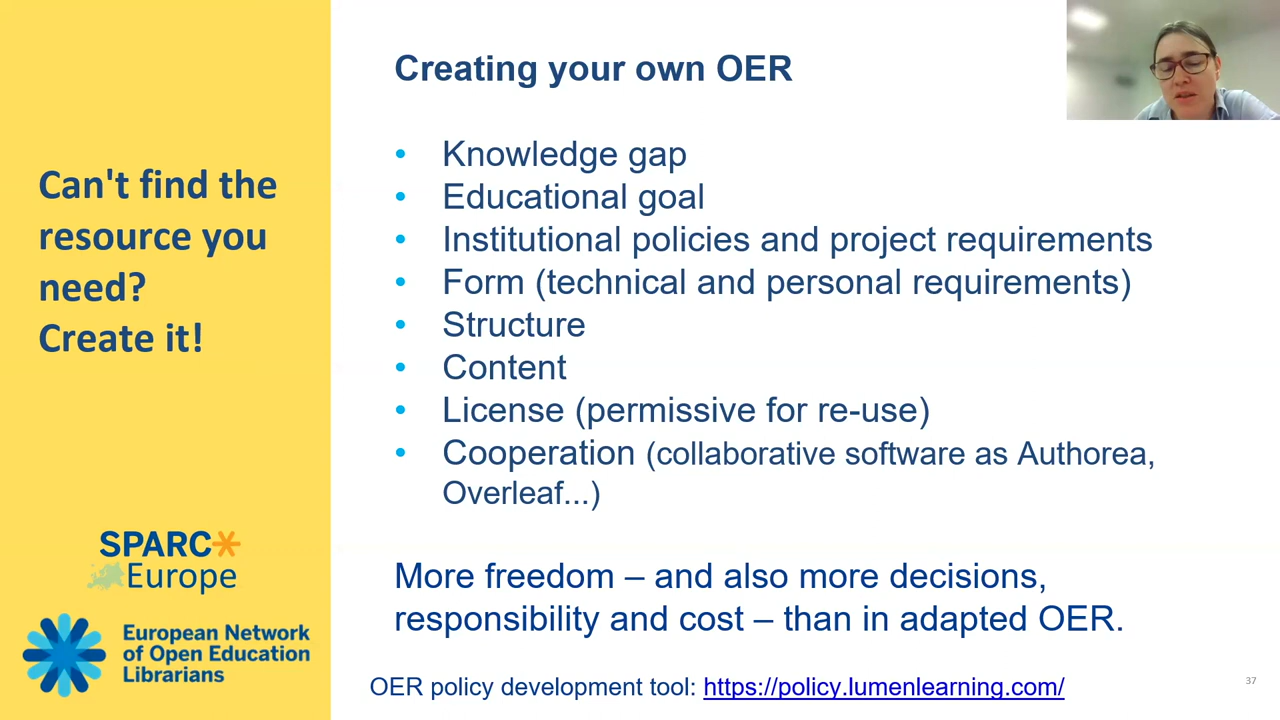 Can't find the
resource you
need?
Create it!
SPARC
Europe
European Network
of Open Education
Librarians
Creating your own OER
• Knowledge gap
• Educational goal
• Institutional policies and project requirements
• Form (technical and personal requirements)
• Structure
• Content
• License (permissive for re-use)
• Cooperation (collaborative software as Authorea,
Overleaf...)
More freedom – and also more decisions,
responsibility and cost – than in adapted OER.
OER policy development tool: https://policy.lumenlearning.com/
37